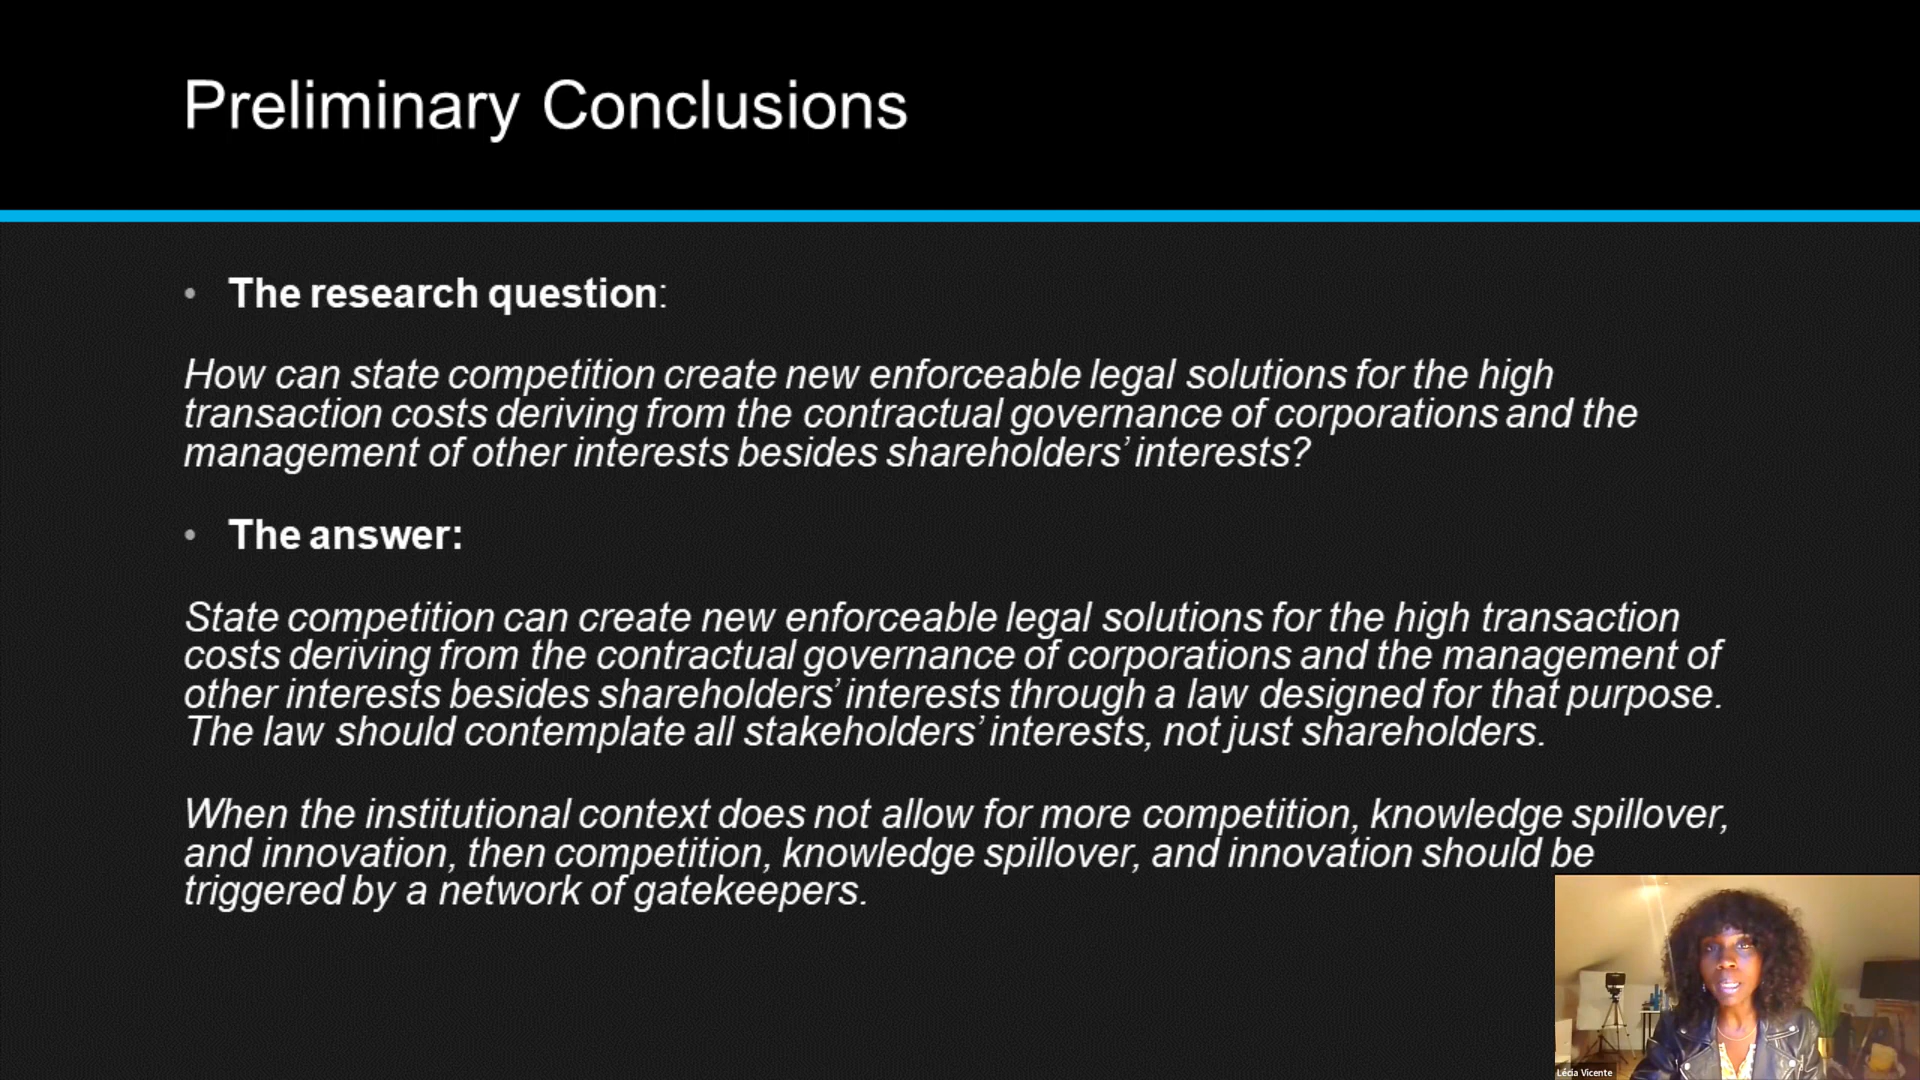 Preliminary Conclusions
• The research question:
How can state competition create new enforceable legal solutions for the high
transaction costs deriving from the contractual governance of corporations and the
management of other interests besides shareholders’ interests?
• The answer:
State competition can create new enforceable legal solutions for the high transaction
costs deriving from the contractual governance of corporations and the management of
other interests besides shareholders’ interests through a law designed for that purpose.
The law should contemplate all stakeholders’ interests, not just shareholders.
When the institutional context does not allow for more competition, knowledge spillover,
and innovation, then competition, knowledge spillover, and innovation should be
triggered by a network of gatekeepers.
Lécia Vicente